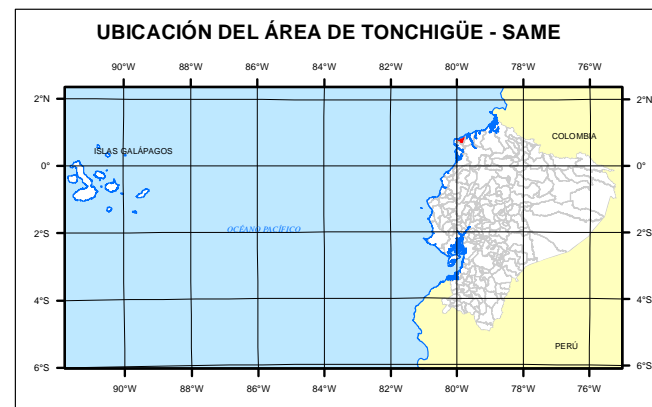 UBICACIÓN DEL ÁREA DE TONCHIGÜE - SAME
90°W 88°W 86°W 84°W 82°W 80°W 78°W 76°W
2°N 2°N
COLOMBIA
ISLAS GALÁPAGOS
0° 0°
OCÉANO PACÍFICO
2°S 2°S
4°S 4°S
PERÚ
6°S 6°S
90°W 88°W 86°W 84°W 82°W 80°W 78°W 76°W